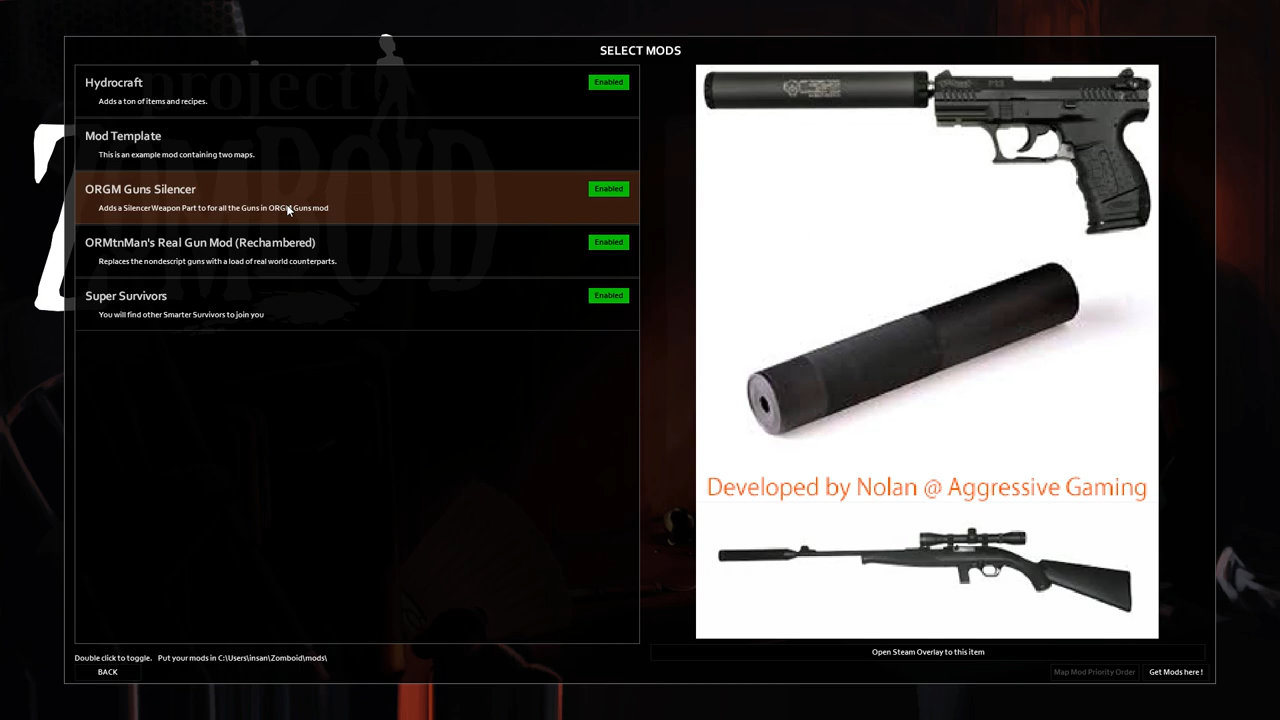 SELECT MODS
project
ZOMBOID
Hydrocraft
Enabled
Adds a ton of items and recipes.
Mod Template
This is an example mod containing two maps.
ORGM Guns Silencer
Enabled
Adds a Silencer Weapon Part to for all the Guns in ORGM Guns mod
ORMtnMan's Real Gun Mod (Rechambered)
Enabled
Replaces the nondescript guns with a load of real world counterparts.
Super Survivors
Enabled
You will find other Smarter Survivors to join you
P22
Developed by Nolan @ Aggressive Gaming
Double click to toggle. Put your mods in C:\Users\insan\Zomboid\mods\
Open Steam Overlay to this item
BACK
Map Mod Priority Order
Get Mods here !